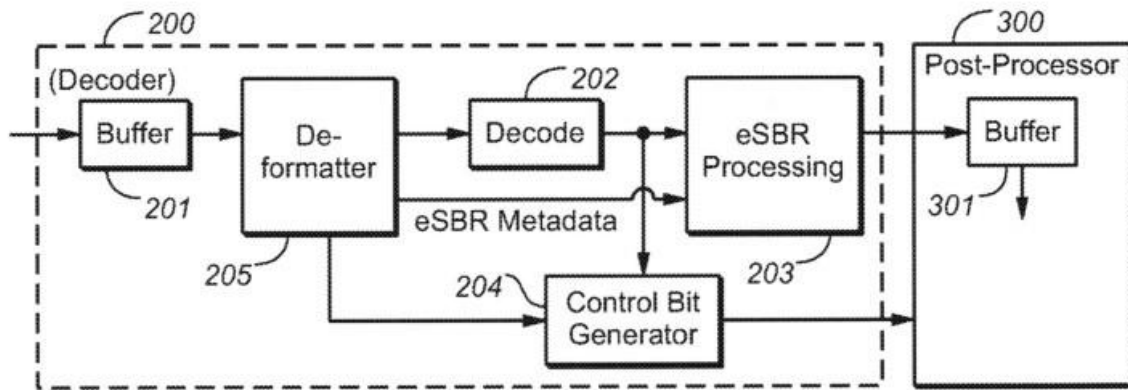 200
300
(Decoder)
Post-Processor
202
Buffer
De-
formatter
Decode
eSBR
Processing
Buffer
201
301
eSBR Metadata
205
204
203
Control Bit
Generator